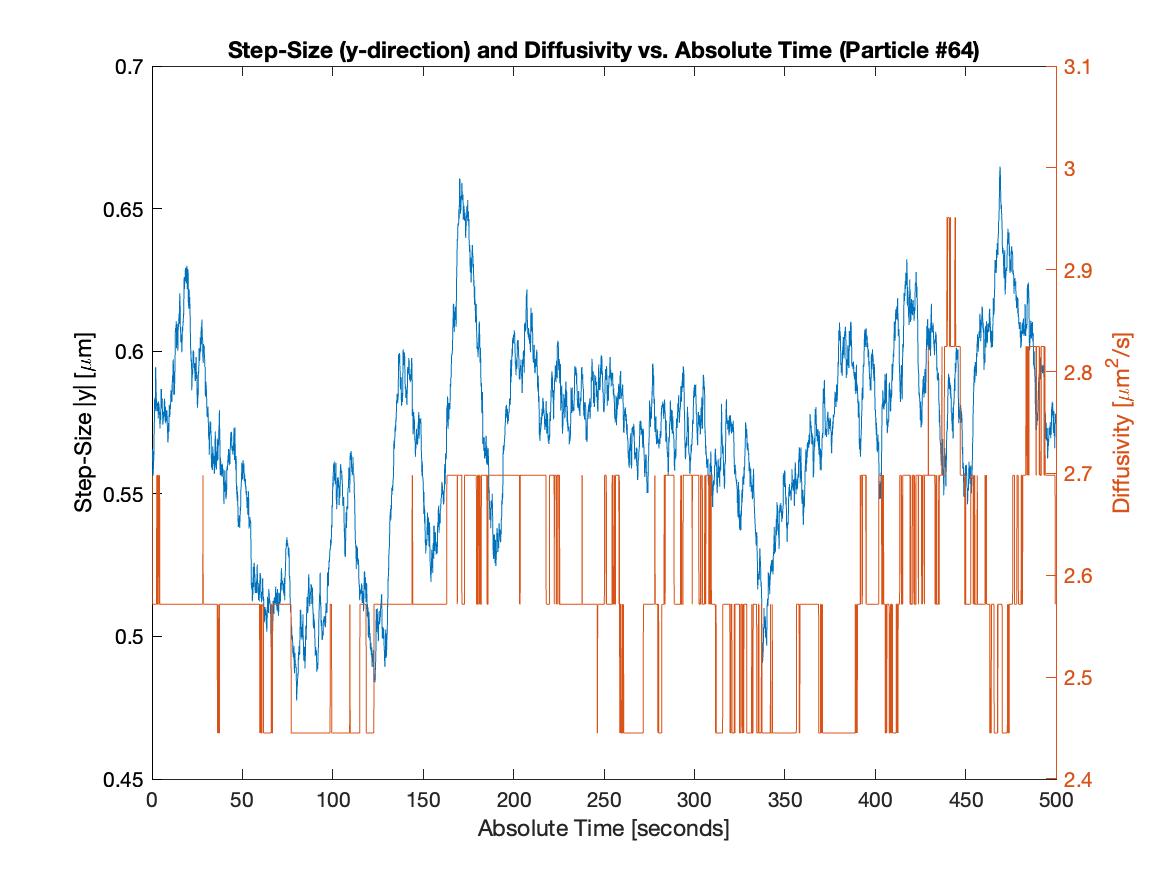 Step-Size (y-direction) and Diffusivity vs. Absolute Time (Particle #64)
0.7
0.65
0.6
0.55
0.5
0.45
Step-Size |y| [μm]
3.1
3
2.9
2.8
2.7
2.6
2.5
2.4
Diffusivity [μm²/s]
0 50 100 150 200 250 300 350 400 450 500
Absolute Time [seconds]